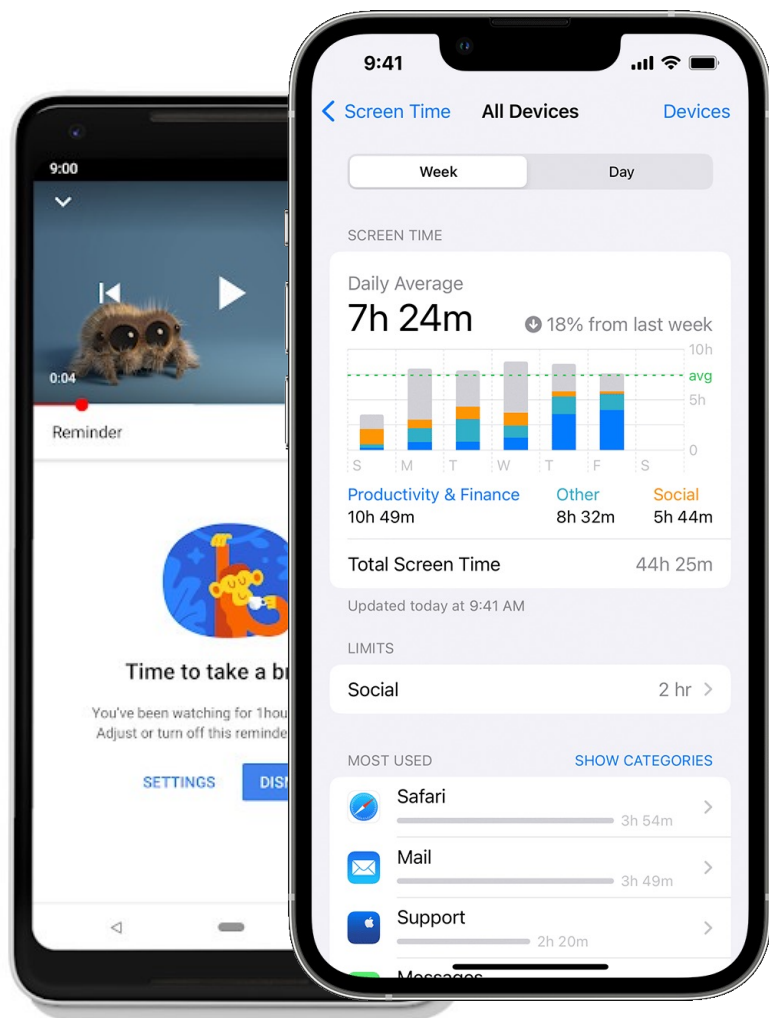 9:00
0:04
Reminder
Time to take a br
You've been watching for 1hou
Adjust or turn off this reminde
SETTINGS
DISM
9:41
Screen Time
All Devices
Devices
Week
Day
SCREEN TIME
Daily Average
7h 24m
18% from last week
10h
avg
5h
0
S M T W T F S
Productivity & Finance Other Social
10h 49m 8h 32m 5h 44m
Total Screen Time 44h 25m
Updated today at 9:41 AM
LIMITS
Social 2 hr
MOST USED SHOW CATEGORIES
Safari
3h 54m
Mail
3h 49m
Support
2h 20m
Messages